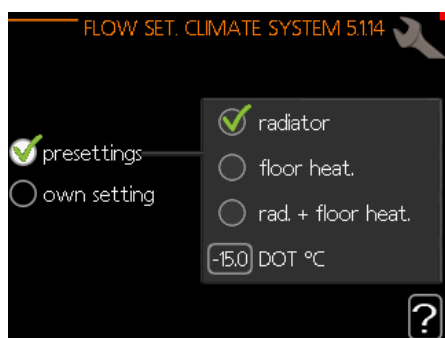 FLOW SET. CLIMATE SYSTEM 5.1.14
presettings
own setting
radiator
floor heat.
rad. + floor heat.
-15.0 DOT °C
?